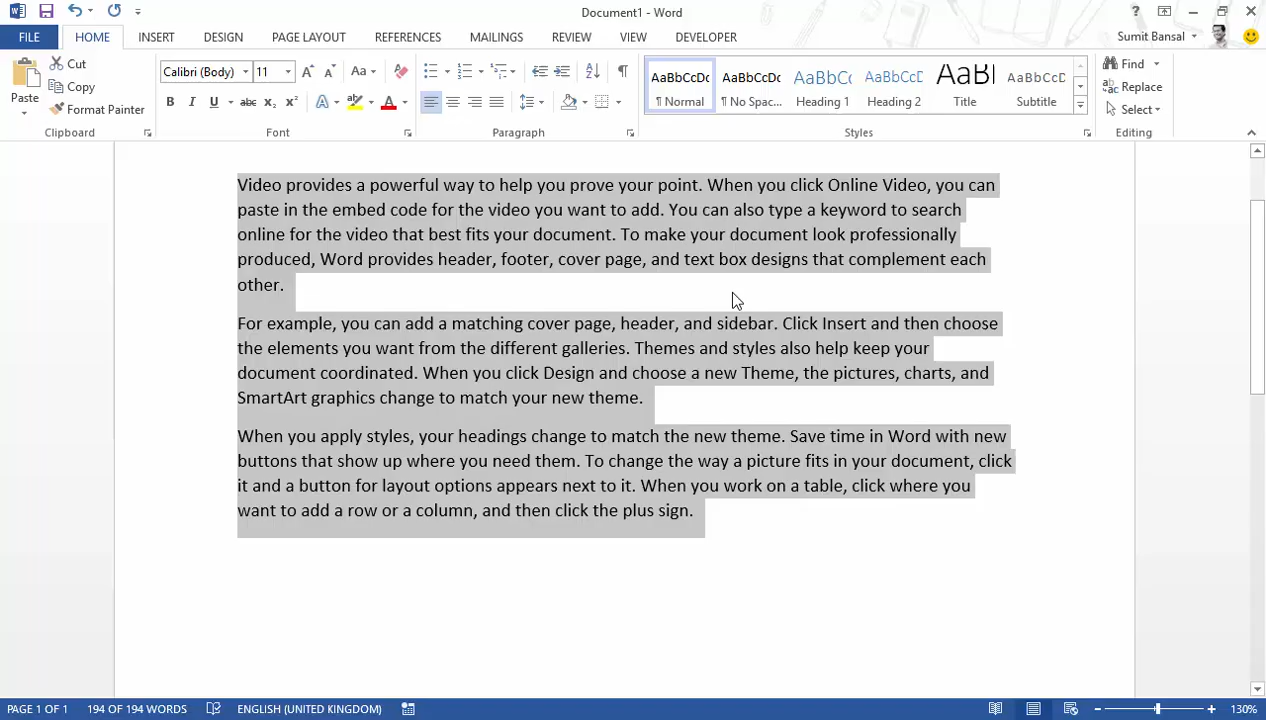 Document1 - Word
FILE HOME INSERT DESIGN PAGE LAYOUT REFERENCES MAILINGS REVIEW VIEW DEVELOPER Sumit Bansal
Paste
Cut
Copy
Format Painter
Clipboard
Calibri (Body) 11
Aa
B I U abc x₂ x² A A
Font
Paragraph
AaBbCcDc AaBbCcDc AaBbCc AaBbCcD AaBl AaBbCcD
¶ Normal ¶ No Spac... Heading 1 Heading 2 Title Subtitle
Styles
Find
Replace
Select
Editing
Video provides a powerful way to help you prove your point. When you click Online Video, you can
paste in the embed code for the video you want to add. You can also type a keyword to search
online for the video that best fits your document. To make your document look professionally
produced, Word provides header, footer, cover page, and text box designs that complement each
other.
For example, you can add a matching cover page, header, and sidebar. Click Insert and then choose
the elements you want from the different galleries. Themes and styles also help keep your
document coordinated. When you click Design and choose a new Theme, the pictures, charts, and
SmartArt graphics change to match your new theme.
When you apply styles, your headings change to match the new theme. Save time in Word with new
buttons that show up where you need them. To change the way a picture fits in your document, click
it and a button for layout options appears next to it. When you work on a table, click where you
want to add a row or a column, and then click the plus sign.
PAGE 1 OF 1 194 OF 194 WORDS ENGLISH (UNITED KINGDOM) 130%